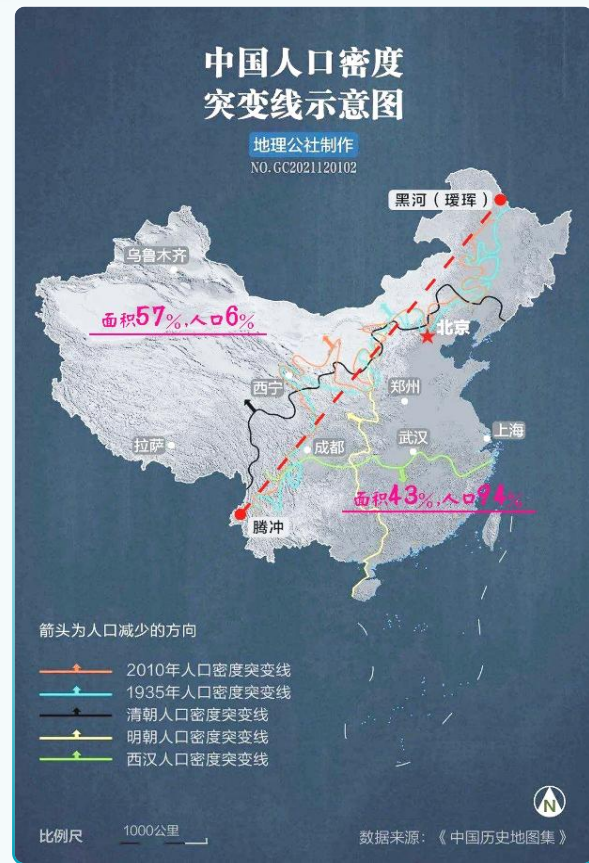 中国人口密度
突变线示意图
地理公社制作
NO.GC2021120102
黑河（瑷珲）
乌鲁木齐
面积57%,人口6%
北京
西宁
郑州
拉萨
成都
武汉
上海
面积43%,人口94%
腾冲
箭头为人口减少的方向
2010年人口密度突变线
1935年人口密度突变线
清朝人口密度突变线
明朝人口密度突变线
西汉人口密度突变线
N
比例尺 1000公里
数据来源：《中国历史地图集》